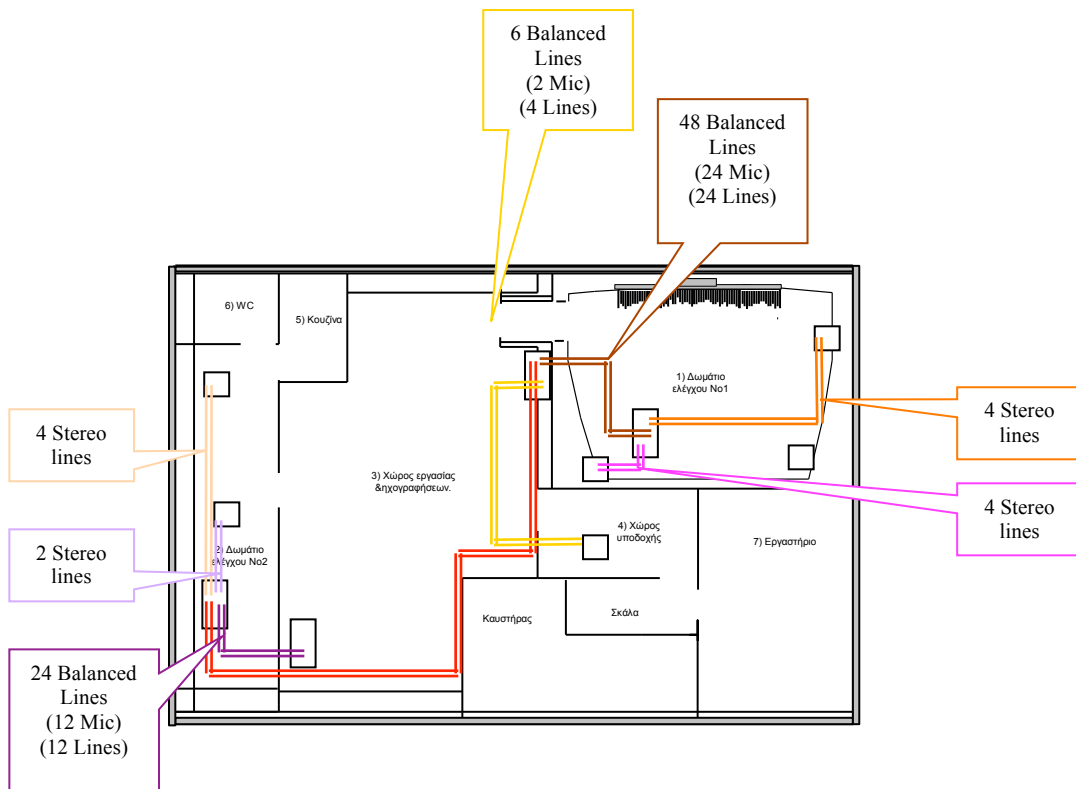 6 Balanced
Lines
(2 Mic)
(4 Lines)
48 Balanced
Lines
(24 Mic)
(24 Lines)
6) WC
5) Κουζίνα
1) Δωμάτιο
ελέγχου Νο1
4 Stereo
lines
4 Stereo
lines
3) Χώρος εργασίας
&ηχογραφήσεων.
4 Stereo
lines
4) Χώρος
υποδοχής
7) Εργαστήριο
2 Stereo
lines
2) Δωμάτιο
ελέγχου Νο2
Καυστήρας
Σκάλα
24 Balanced
Lines
(12 Mic)
(12 Lines)